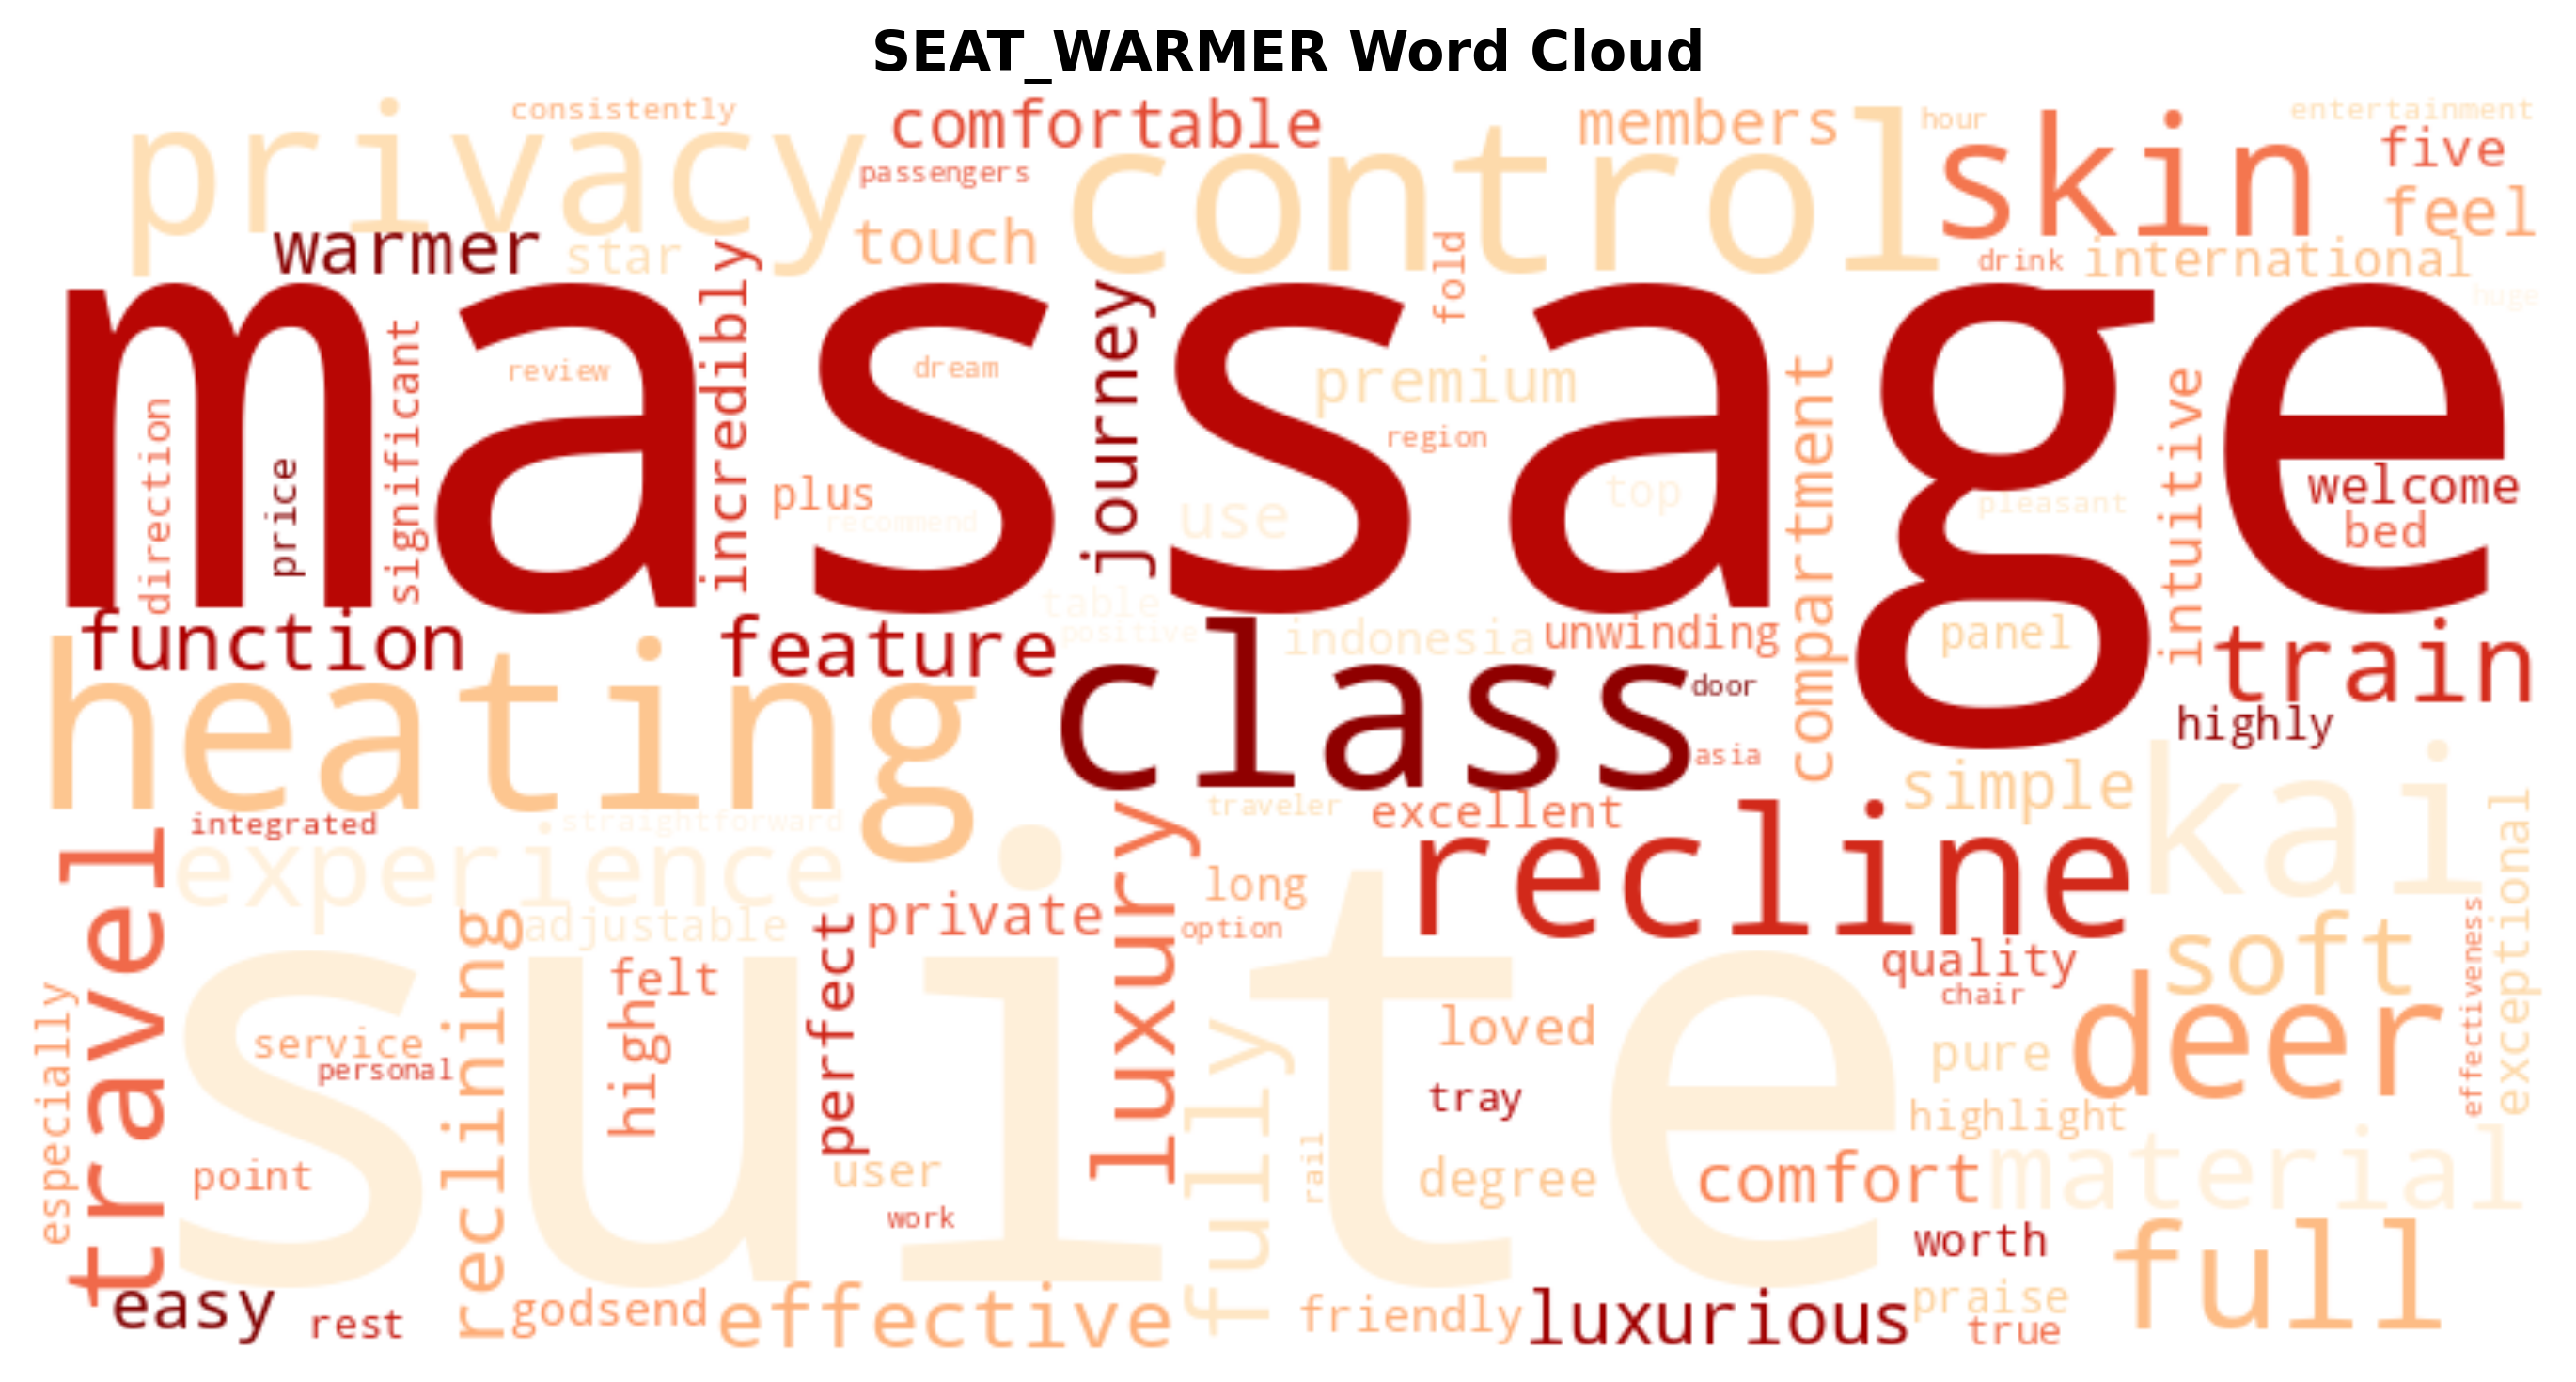 SEAT_WARMER Word Cloud
privacy
consistently
comfortable
passengers
control
members
hour
skin
entertainment
five
feel
warmer
star
touch
incredibly
journey
fold
drink
international
huge
massage
review
dream
premium
region
compartment
intuitive
direction
price
significant
plus
recommend
use
top
pleasant
welcome
bed
function
feature
table
positive
indonesia
unwinding
panel
train
heating
class
door
asia
highly
integrated
straightforward
traveler
excellent
simple
kai
travel
experience
luxury
long
recline
exceptional
reclining
adjustable
perfect
private
option
quality
soft
effectiveness
suite
especially
felt
high
service
personal
fully
loved
chair
pure
deer
tray
highlight
point
user
work
rail
degree
comfort
material
worth
full
easy
rest
godsend
effective
friendly
luxurious
praise
true